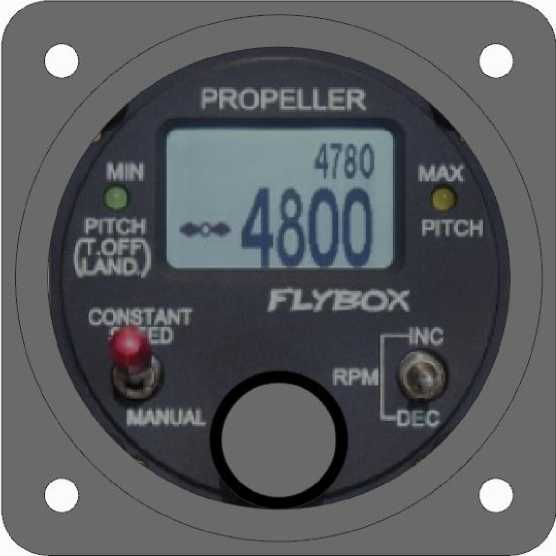 PROPELLER
MIN
4780
MAX
PITCH
(T.OFF)
(LAND.)
4800
PITCH
FLYBOX
CONSTANT
SPEED
INC
RPM
MANUAL
DEC